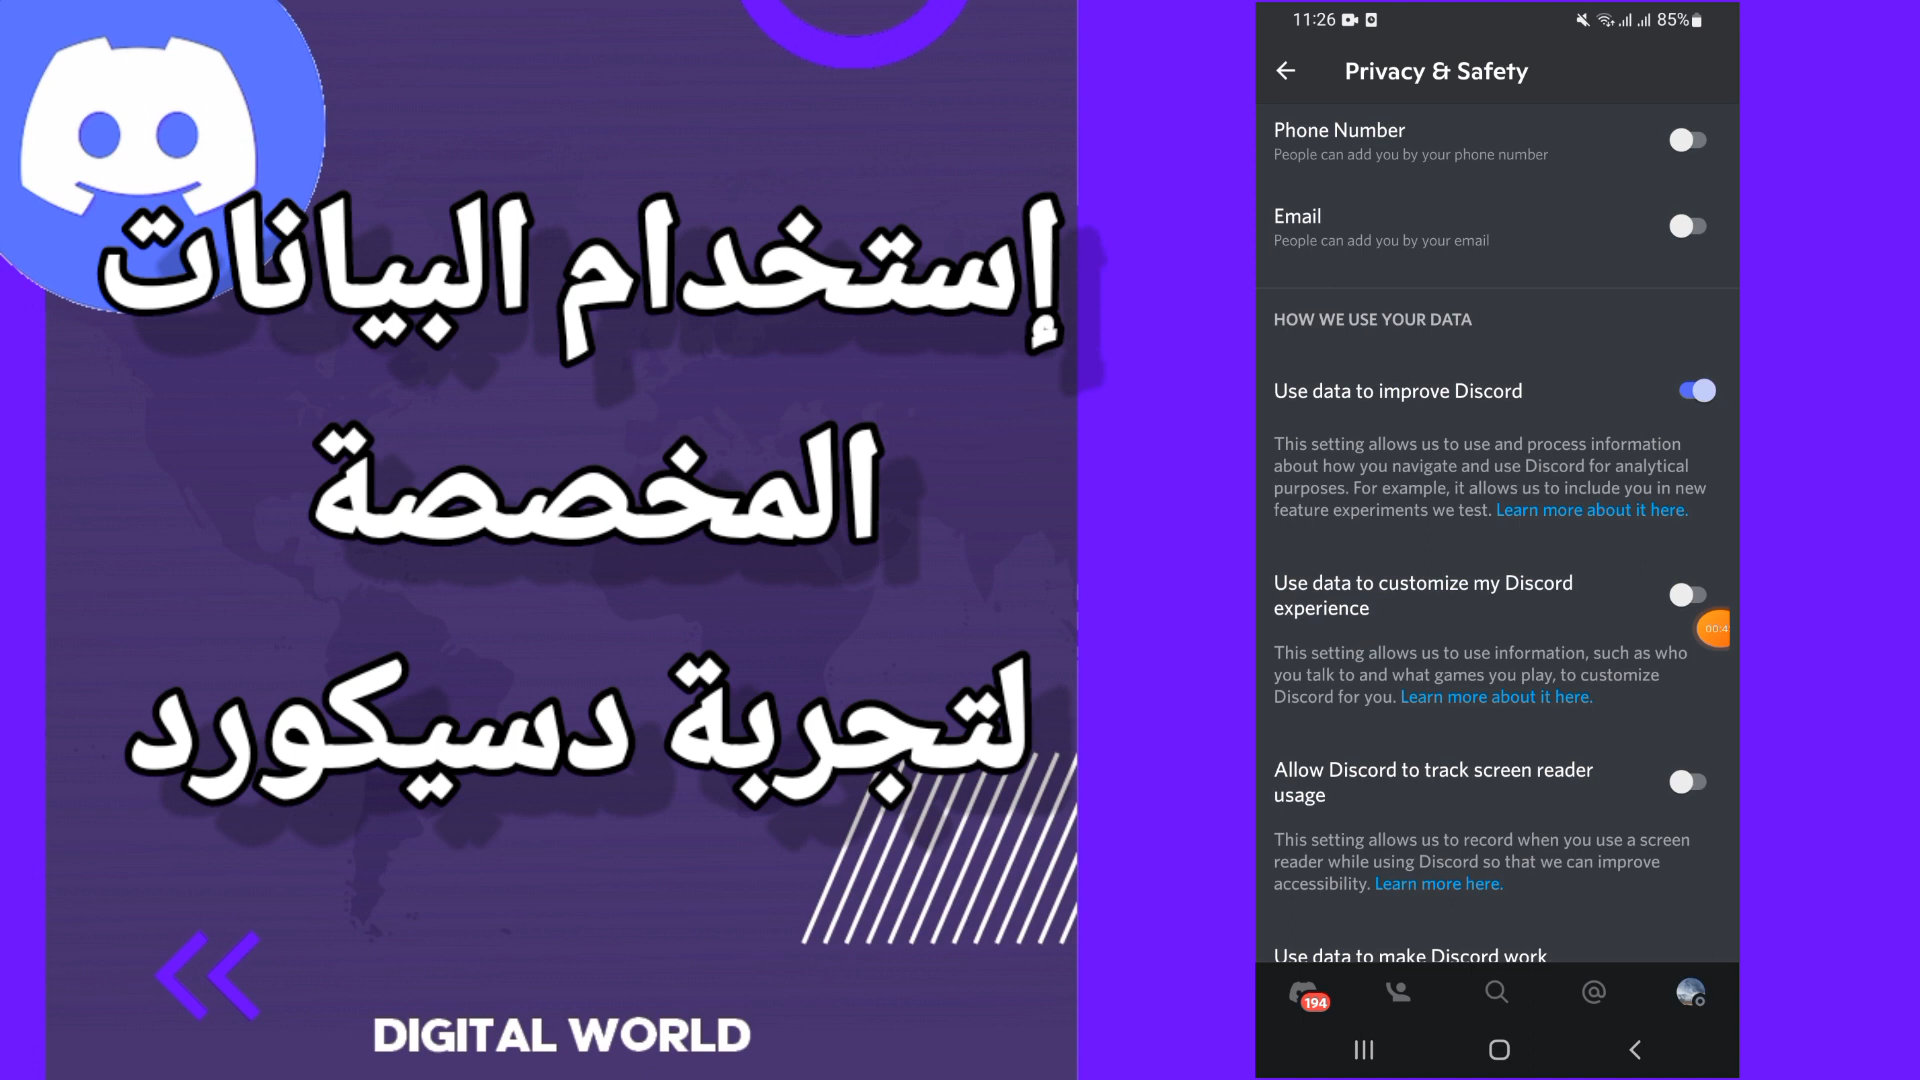 إستخدام البيانات
المخصصة
لتجربة دسيكورد
DIGITAL WORLD
11:26
85%
Privacy & Safety
Phone Number
People can add you by your phone number
Email
People can add you by your email
HOW WE USE YOUR DATA
Use data to improve Discord
This setting allows us to use and process information
about how you navigate and use Discord for analytical
purposes. For example, it allows us to include you in new
feature experiments we test. Learn more about it here.
Use data to customize my Discord
experience
00:4
This setting allows us to use information, such as who
you talk to and what games you play, to customize
Discord for you. Learn more about it here.
Allow Discord to track screen reader
usage
This setting allows us to record when you use a screen
reader while using Discord so that we can improve
accessibility. Learn more here.
Use data to make Discord work
194